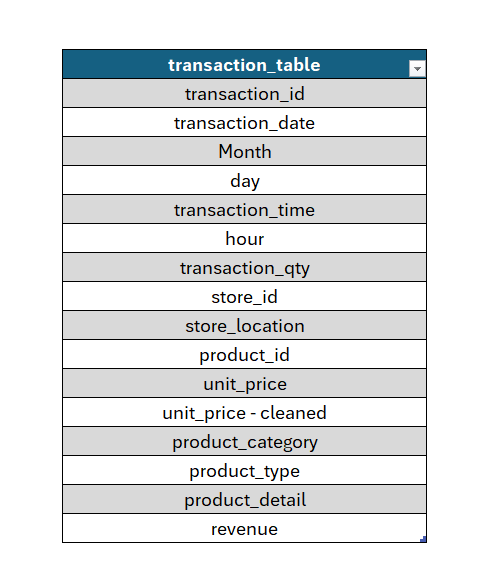 transaction_table
transaction_id
transaction_date
Month
day
transaction_time
hour
transaction_qty
store_id
store_location
product_id
unit_price
unit_price - cleaned
product_category
product_type
product_detail
revenue